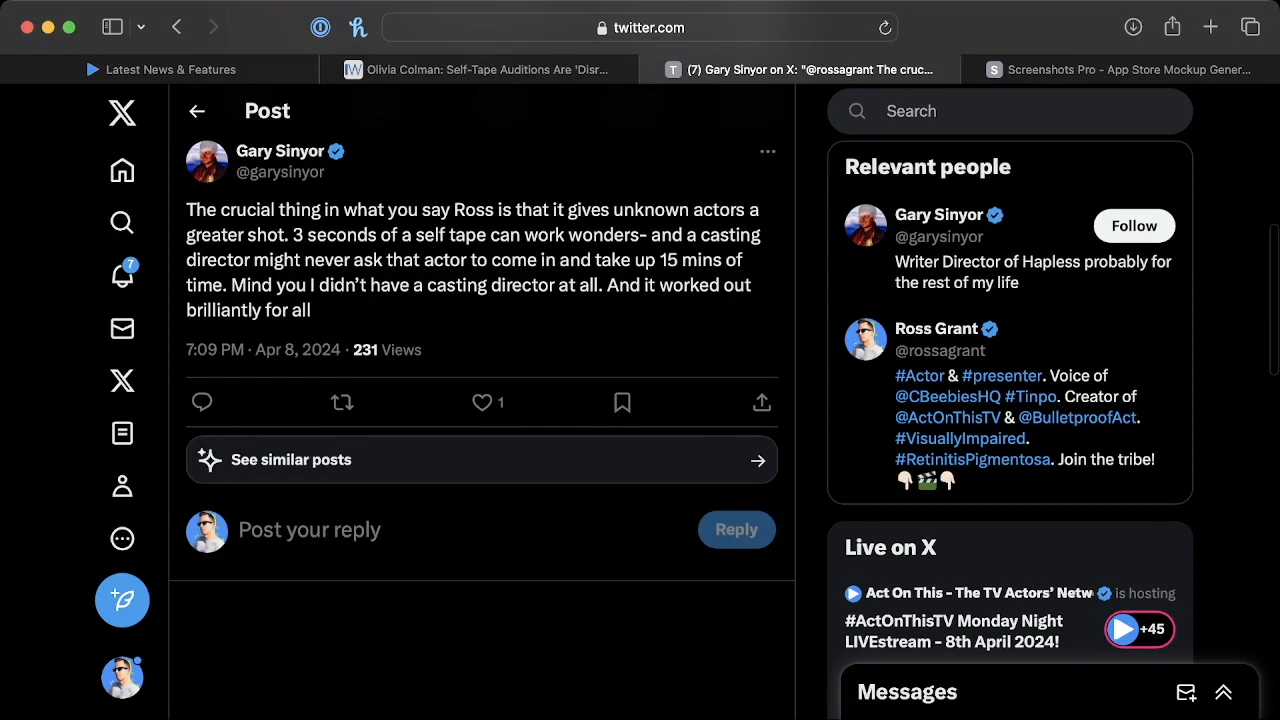 twitter.com
Latest News & Features
Olivia Colman: Self-Tape Auditions Are 'Disr...
(7) Gary Sinyor on X: "@rossagrant The cruc...
Screenshots Pro - App Store Mockup Gener...
Post
Gary Sinyor
@garysinyor
The crucial thing in what you say Ross is that it gives unknown actors a
greater shot. 3 seconds of a self tape can work wonders- and a casting
director might never ask that actor to come in and take up 15 mins of
time. Mind you I didn’t have a casting director at all. And it worked out
brilliantly for all
7:09 PM · Apr 8, 2024 · 231 Views
1
See similar posts
Post your reply
Reply
7
Search
Relevant people
Gary Sinyor
@garysinyor
Follow
Writer Director of Hapless probably for
the rest of my life
Ross Grant
@rossagrant
#Actor & #presenter. Voice of
@CBeebiesHQ #Tinpo. Creator of
@ActOnThisTV & @BulletproofAct.
#VisuallyImpaired.
#RetinitisPigmentosa. Join the tribe!
Live on X
Act On This - The TV Actors’ Netw is hosting
#ActOnThisTV Monday Night
LIVEstream - 8th April 2024!
+45
Messages